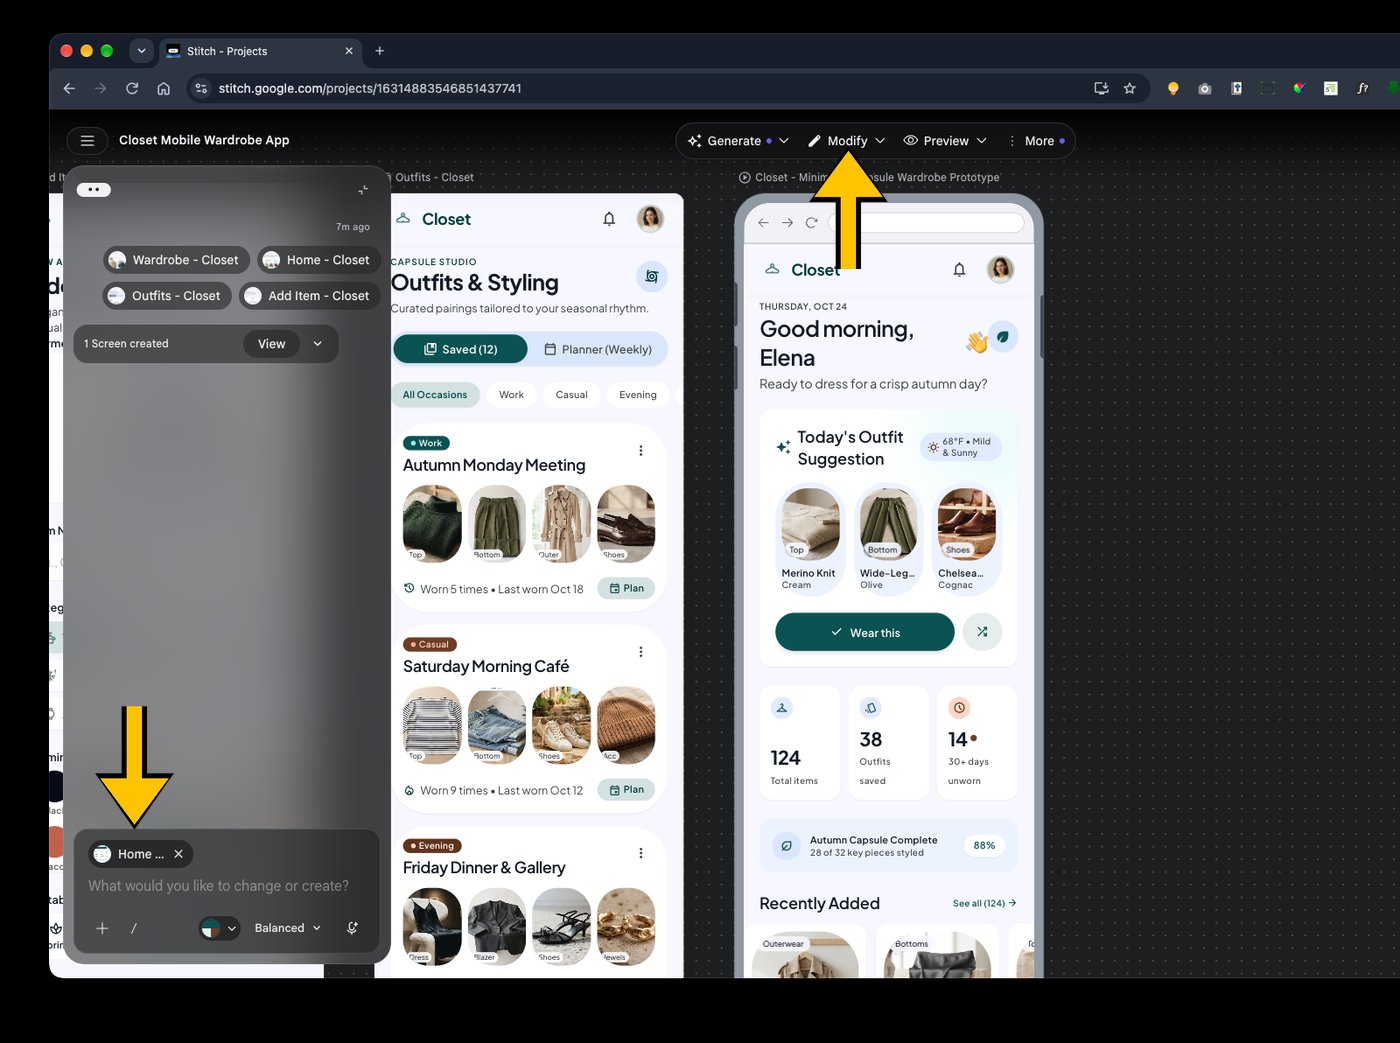 Stitch - Projects
stitch.google.com/projects/16314883546851437741
f?
Closet Mobile Wardrobe App
Generate
Modify
Preview
More
Outfits - Closet
Closet - Minim
psule Wardrobe Prototype
7m ago
Wardrobe - Closet
Home - Closet
Outfits - Closet
Add Item - Closet
1 Screen created
View
Home ...
What would you like to change or create?
/
Balanced
Closet
CAPSULE STUDIO
Outfits & Styling
Curated pairings tailored to your seasonal rhythm.
Saved (12)
Planner (Weekly)
All Occasions
Work
Casual
Evening
Work
Autumn Monday Meeting
Top
Bottom
Outer
Shoes
Worn 5 times • Last worn Oct 18
Plan
Casual
Saturday Morning Café
Top
Bottom
Shoes
Acc
Worn 9 times • Last worn Oct 12
Plan
Evening
Friday Dinner & Gallery
Dress
Blazer
Shoes
Jewels
Closet
THURSDAY, OCT 24
Good morning,
Elena
Ready to dress for a crisp autumn day?
Today's Outfit
Suggestion
68°F • Mild
& Sunny
Top
Bottom
Shoes
Merino Knit
Cream
Wide-Leg...
Olive
Chelsea...
Cognac
Wear this
124
Total items
38
Outfits
saved
14
30+ days
unworn
Autumn Capsule Complete
28 of 32 key pieces styled
88%
Recently Added
See all (124) →
Outerwear
Bottoms